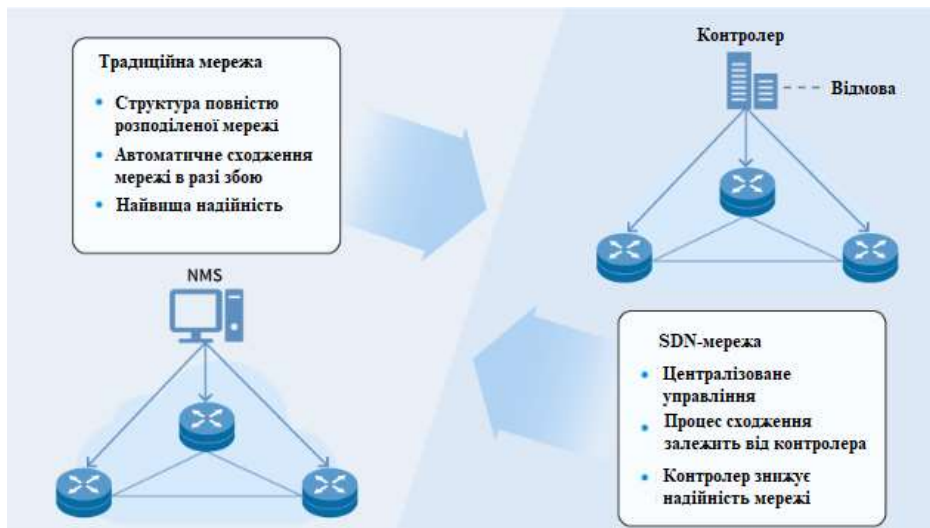 Традиційна мережа
Структура повністю
розподіленої мережі
Автоматичне сходження
мережі в разі збою
Найвища надійність
NMS
Контролер
Відмова
SDN-мережа
Централізоване
управління
Процес сходження
залежить від контролера
Контролер знижує
надійність мережі